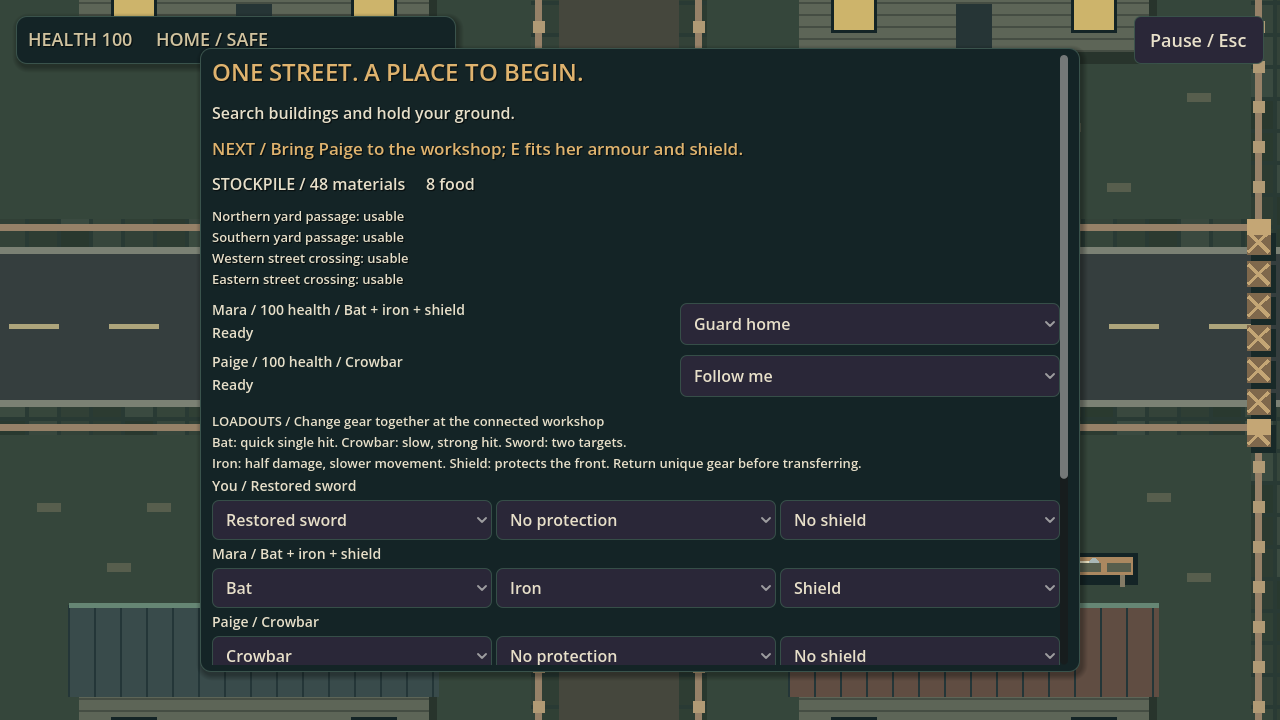 HEALTH 100 HOME / SAFE
Pause / Esc
ONE STREET. A PLACE TO BEGIN.
Search buildings and hold your ground.
NEXT / Bring Paige to the workshop; E fits her armour and shield.
STOCKPILE / 48 materials 8 food
Northern yard passage: usable
Southern yard passage: usable
Western street crossing: usable
Eastern street crossing: usable
Mara / 100 health / Bat + iron + shield
Ready
Guard home
Paige / 100 health / Crowbar
Ready
Follow me
LOADOUTS / Change gear together at the connected workshop
Bat: quick single hit. Crowbar: slow, strong hit. Sword: two targets.
Iron: half damage, slower movement. Shield: protects the front. Return unique gear before transferring.
You / Restored sword
Restored sword No protection No shield
Mara / Bat + iron + shield
Bat Iron Shield
Paige / Crowbar
Crowbar No protection No shield